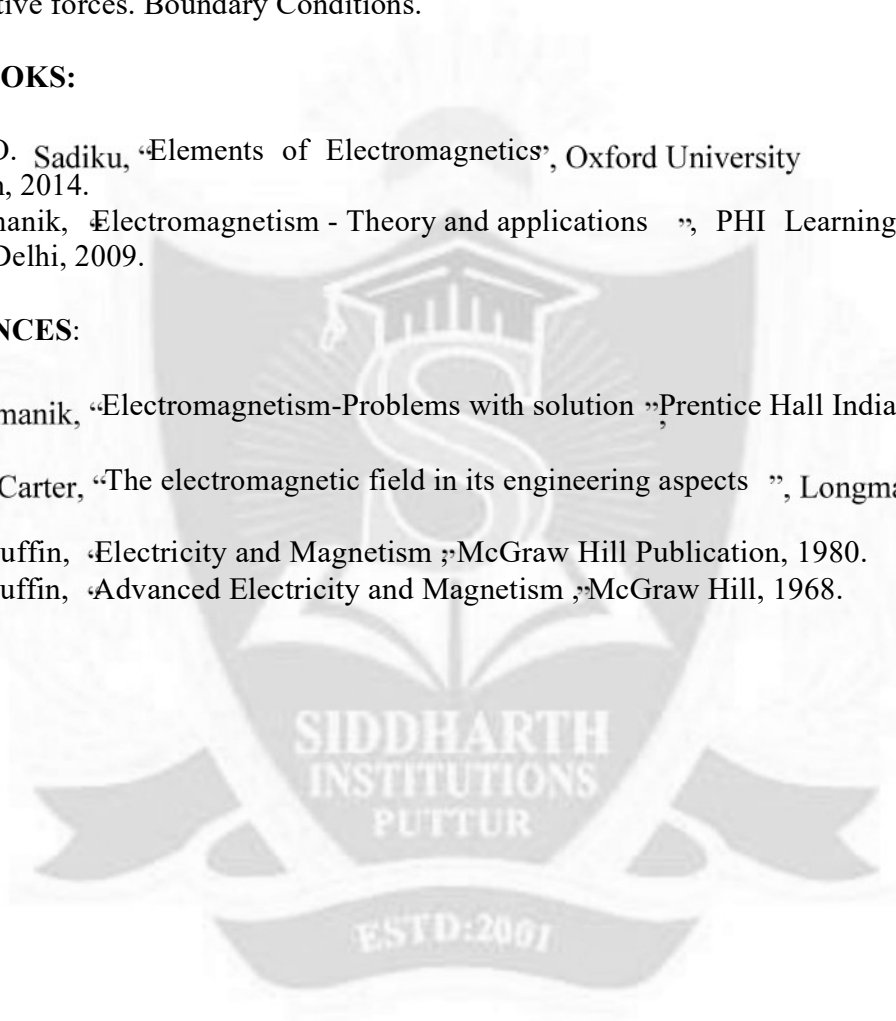 tive forces. Boundary Conditions.
OKS:
O. Sadiku, “Elements of Electromagnetics”, Oxford University
n, 2014.
nanik, “Electromagnetism - Theory and applications ”, PHI Learning
Delhi, 2009.
NCES:
manik, “Electromagnetism-Problems with solution ”,Prentice Hall India
Carter, “The electromagnetic field in its engineering aspects ”, Longma
uffin, “Electricity and Magnetism ”,McGraw Hill Publication, 1980.
uffin, “Advanced Electricity and Magnetism ”,McGraw Hill, 1968.
SIDDHARTH
INSTITUTIONS
PUTTUR
ESTD:2001